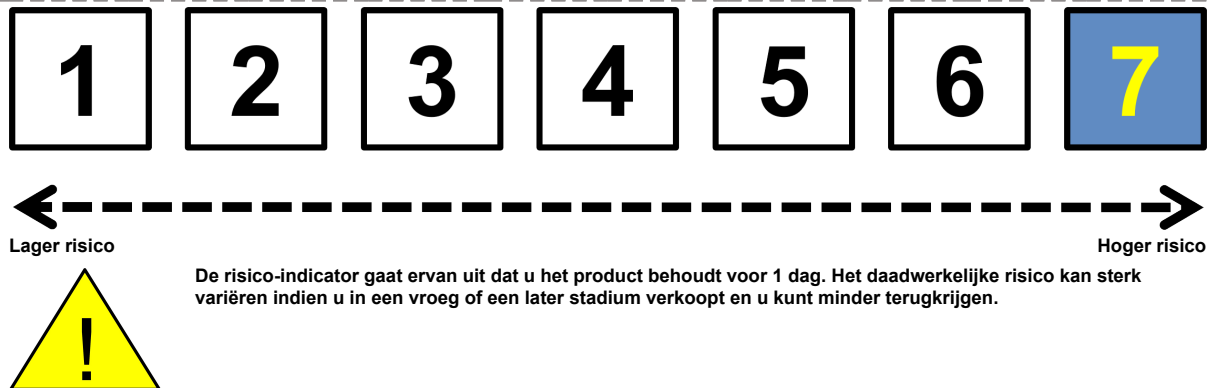 1 2 3 4 5 6 7
Lager risico Hoger risico
De risico-indicator gaat ervan uit dat u het product behoudt voor 1 dag. Het daadwerkelijke risico kan sterk
variëren indien u in een vroeg of een later stadium verkoopt en u kunt minder terugkrijgen.
!